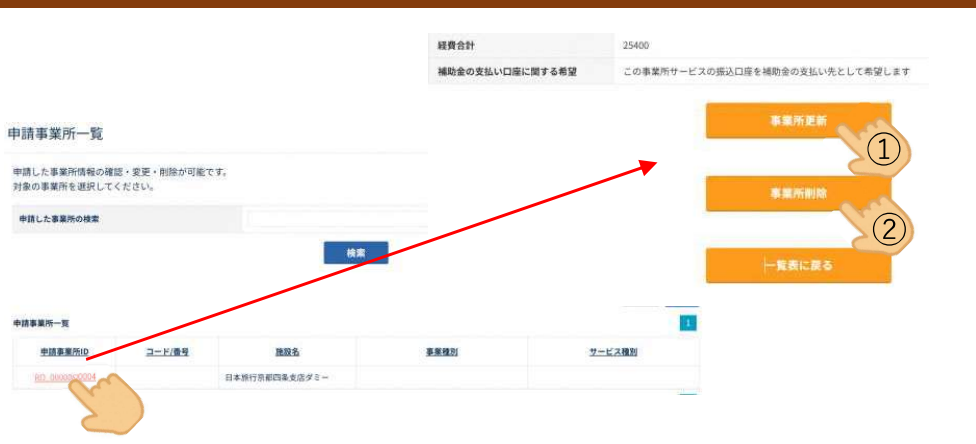 経費合計 25400
補助金の支払い口座に関する希望 この事業所サービスの振込口座を補助金の支払い先として希望します
申請事業所一覧
申請した事業所情報の確認・変更・削除が可能です。
対象の事業所を選択してください。
申請した事業所の検索
検索
事業所更新
①
事業所削除
②
一覧表に戻る
申請事業所一覧
1
申請事業所ID コード/番号 施設名 事業種別 サービス種別
日本旅行京都四条支店ダミー